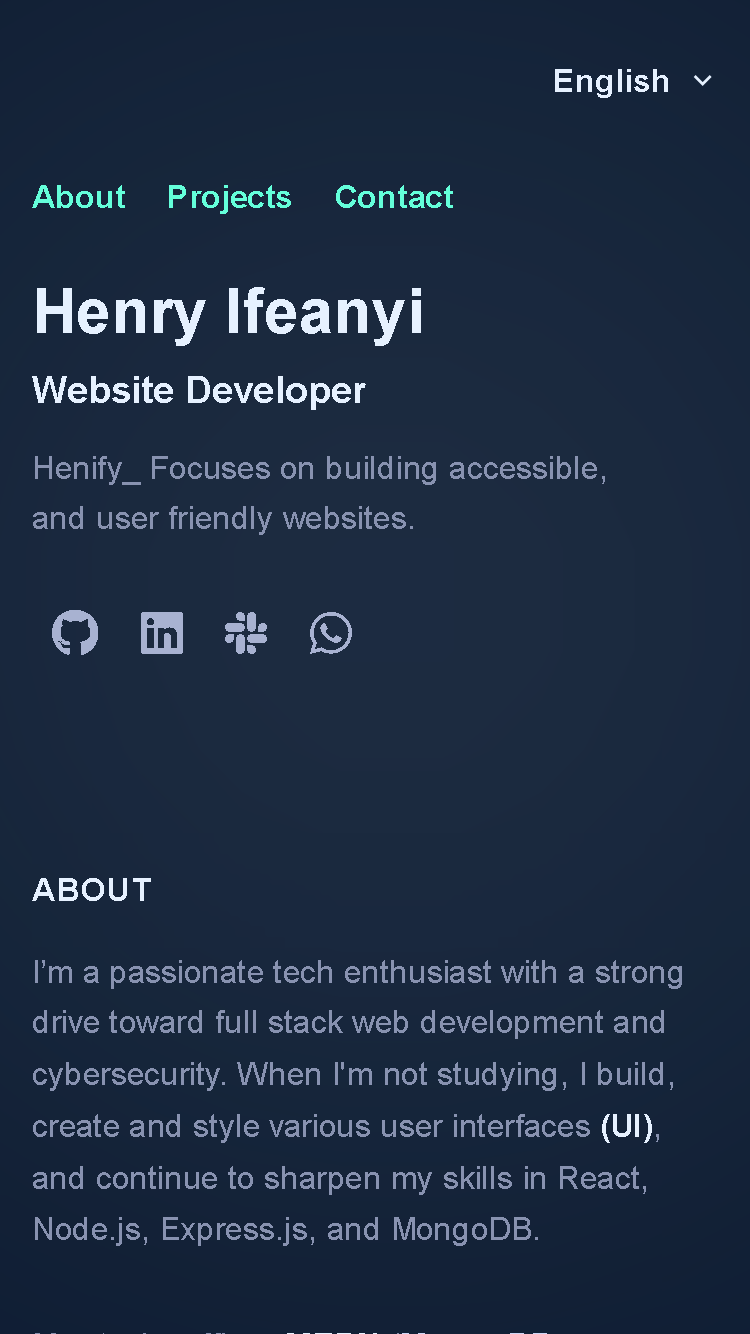 English
About Projects Contact
Henry Ifeanyi
Website Developer
Henify_ Focuses on building accessible,
and user friendly websites.
ABOUT
I’m a passionate tech enthusiast with a strong
drive toward full stack web development and
cybersecurity. When I'm not studying, I build,
create and style various user interfaces (UI),
and continue to sharpen my skills in React,
Node.js, Express.js, and MongoDB.